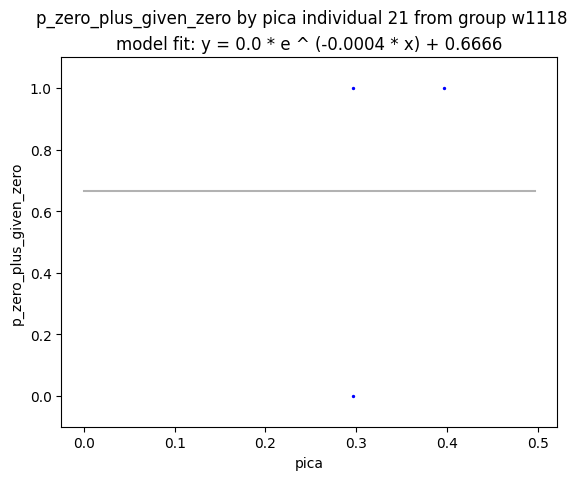 p_zero_plus_given_zero by pica individual 21 from group w1118
model fit: y = 0.0 * e ^ (-0.0004 * x) + 0.6666
1.0
0.8
0.6
0.4
0.2
0.0
p_zero_plus_given_zero
0.0 0.1 0.2 0.3 0.4 0.5
pica